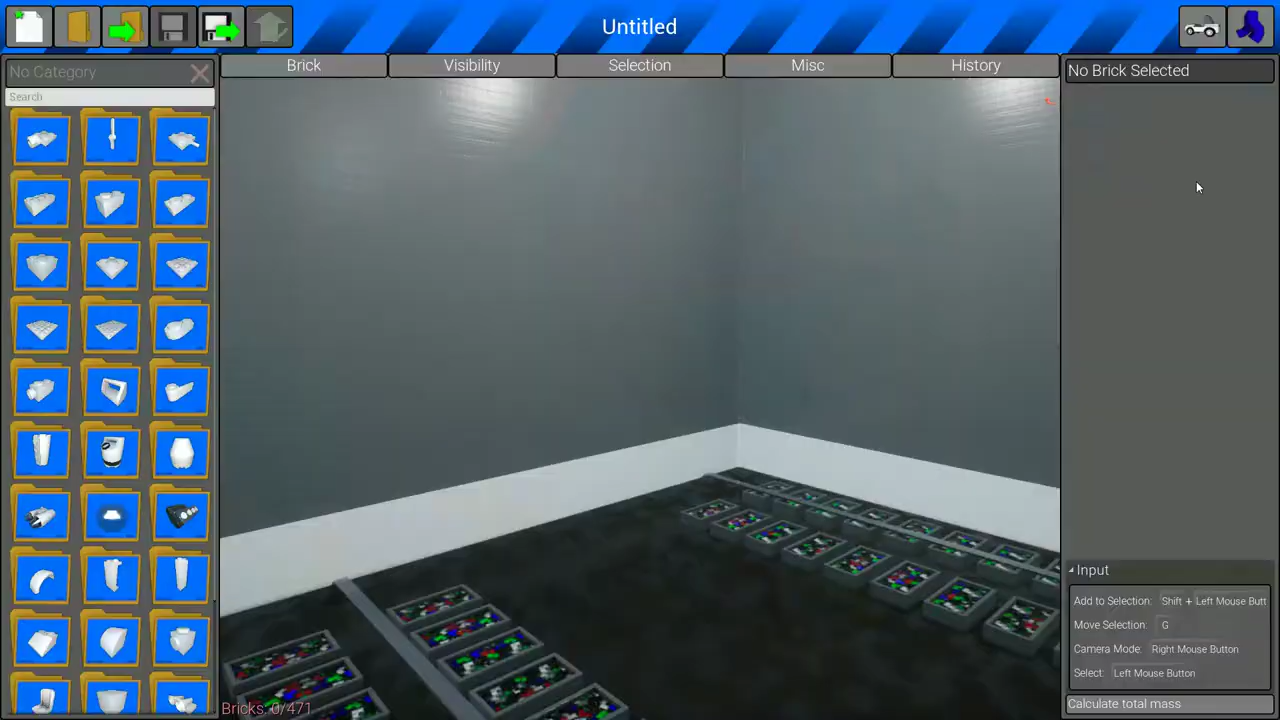 Untitled
No Category
Search
Brick
Visibility
Selection
Misc
History
No Brick Selected
Bricks: 0/471
Input
Add to Selection: Shift + Left Mouse Butt
Move Selection: G
Camera Mode: Right Mouse Button
Select: Left Mouse Button
Calculate total mass